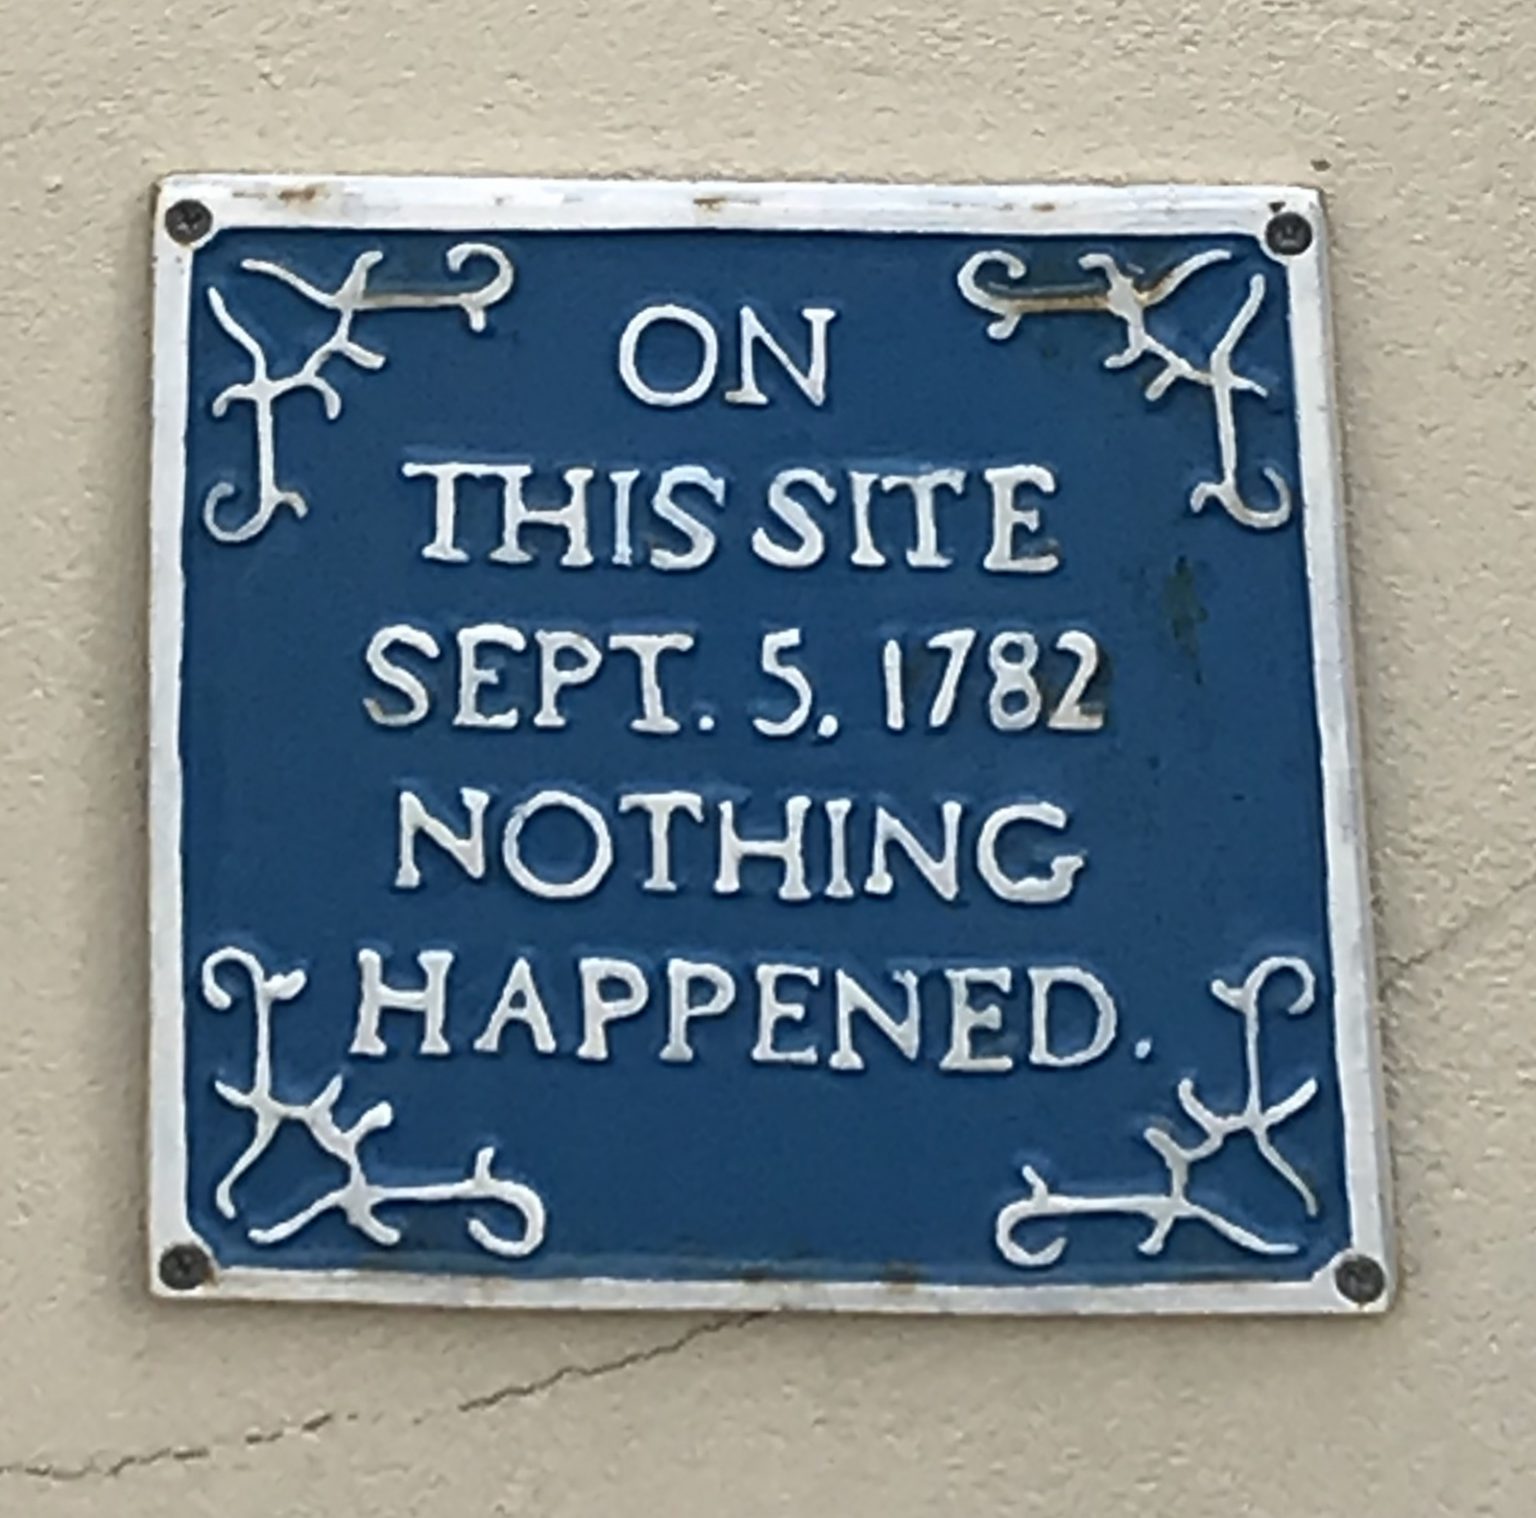 ON
THIS SITE
SEPT. 5, 1782
NOTHING
HAPPENED.